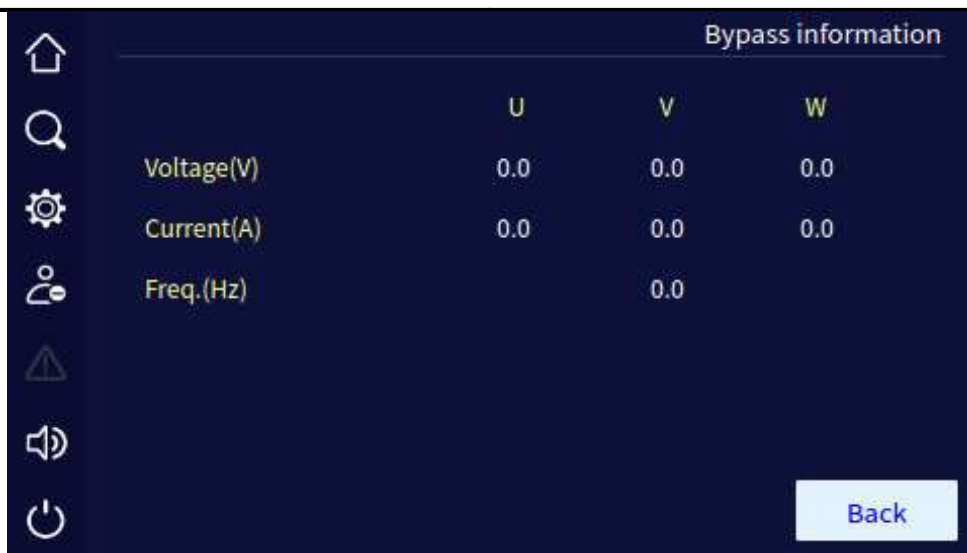 Bypass information
U V W
Voltage(V) 0.0 0.0 0.0
Current(A) 0.0 0.0 0.0
Freq.(Hz) 0.0
Back